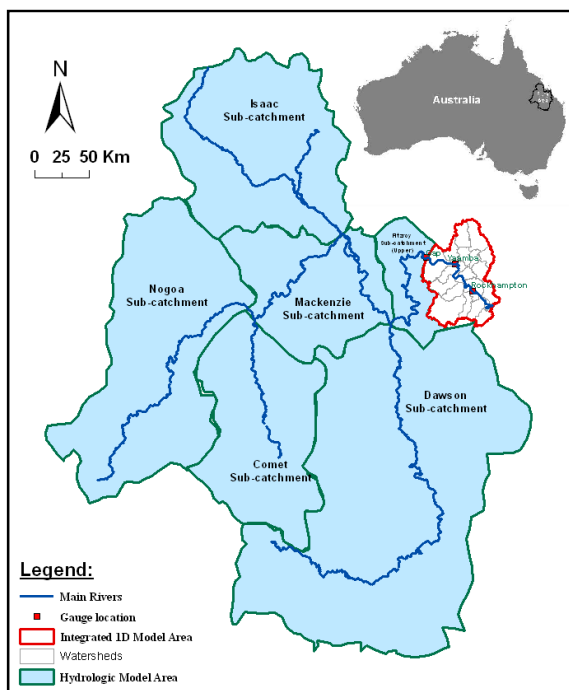 N
0 25 50 Km
Australia
Isaac
Sub-catchment
Fitzroy
Sub-catchment
(Upper)
Gap
Yaamba
Rockhampton
Nogoa
Sub-catchment
Mackenzie
Sub-catchment
Dawson
Sub-catchment
Comet
Sub-catchment
Legend:
Main Rivers
Gauge location
Integrated 1D Model Area
Watersheds
Hydrologic Model Area